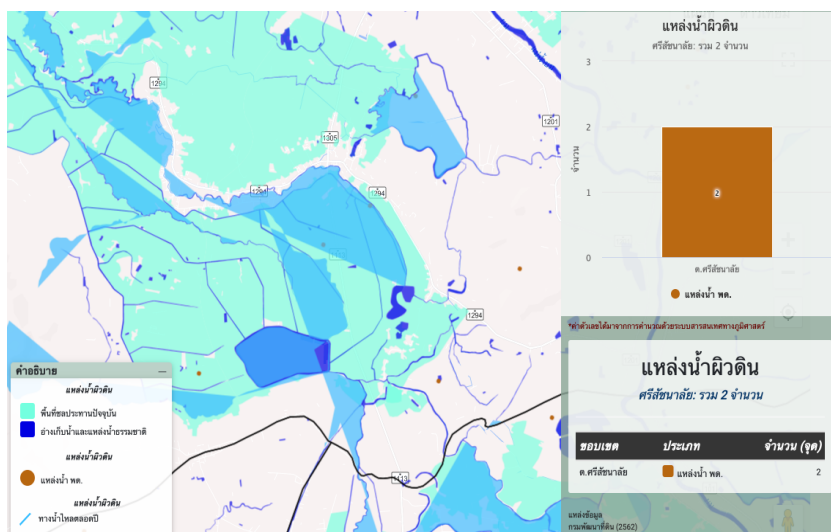 1294
1305
1201
1294
1294
1294
1113
คำอธิบาย
แหล่งน้ำผิวดิน
พื้นที่ชลประทานปัจจุบัน
อ่างเก็บน้ำและแหล่งน้ำธรรมชาติ
แหล่งน้ำผิวดิน
แหล่งน้ำ พด.
แหล่งน้ำผิวดิน
ทางน้ำไหลตลอดปี
แหล่งน้ำผิวดิน
ศรีสัชนาลัย: รวม 2 จำนวน
3
2
1
0
จำนวน
2
ต.ศรีสัชนาลัย
แหล่งน้ำ พด.
*ค่าตัวเลขได้มาจากการคำนวณด้วยระบบสารสนเทศทางภูมิศาสตร์
แหล่งน้ำผิวดิน
ศรีสัชนาลัย: รวม 2 จำนวน
ขอบเขต ประเภท จำนวน (จุด)
ต.ศรีสัชนาลัย แหล่งน้ำ พด. 2
แหล่งข้อมูล
กรมพัฒนาที่ดิน (2562)